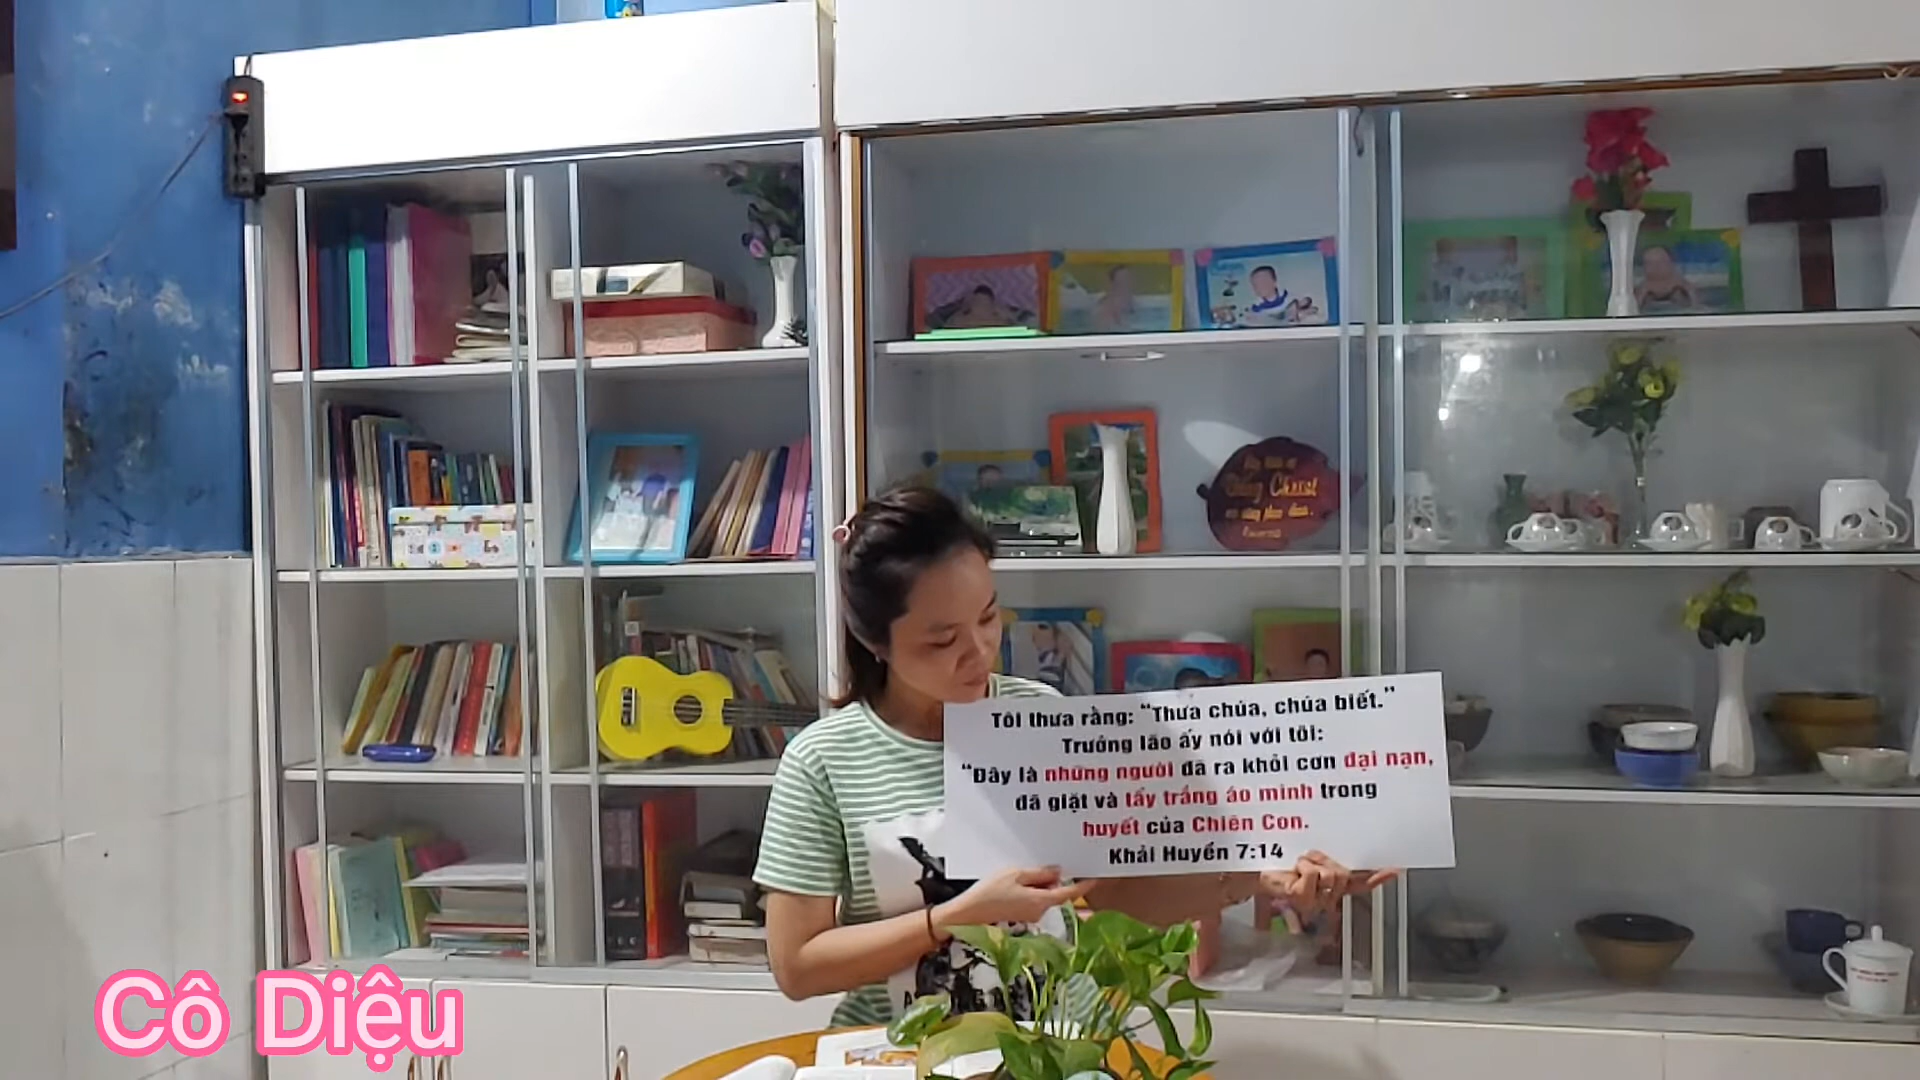 Đấng Christ
Tôi thưa rằng: “Thưa chúa, chúa biết.”
Trưởng lão ấy nói với tôi:
“Đây là những người đã ra khỏi cơn đại nạn,
đã giặt và tẩy trắng áo mình trong
huyết của Chiên Con.
Khải Huyền 7:14
Cô Diệu